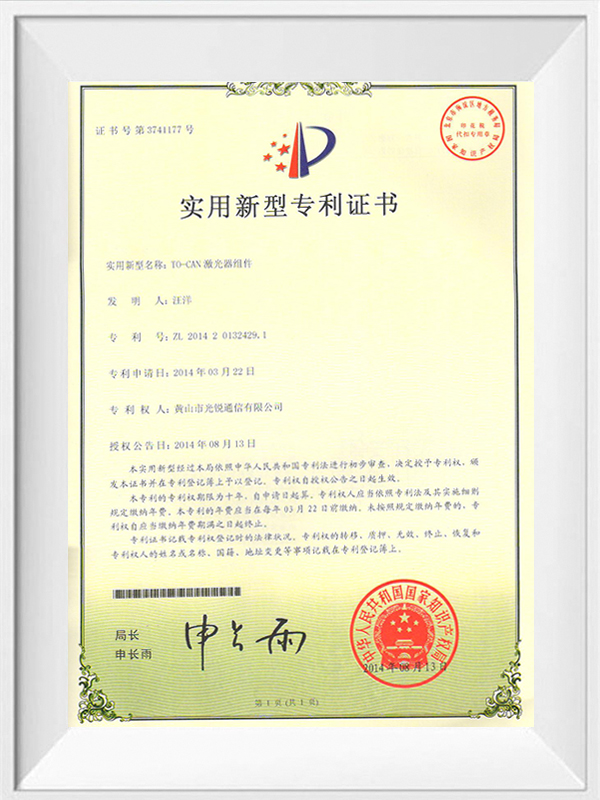 证书号第3741177号
印花税
代扣专用章
实用新型专利证书
实用新型名称：TO-CAN激光器组件
发 明 人：汪洋
专 利 号：ZL 2014 2 0132429.1
专利申请日：2014年03月22日
专 利 权 人：黄山市光锐通信有限公司
授权公告日：2014年08月13日
本实用新型经过本局依照中华人民共和国专利法进行初步审查，决定授予专利权，颁
发本证书并在专利登记簿上予以登记。专利权自授权公告之日起生效。
本专利的专利权期限为十年，自申请日起算。专利权人应当依照专利法及其实施细则
规定缴纳年费。本专利的年费应当在每年03月22日前缴纳。未按照规定缴纳年费的，专
利权自应当缴纳年费期满之日起终止。
专利证书记载专利权登记时的法律状况。专利权的转移、质押、无效、终止、恢复和
专利权人的姓名或名称、国籍、地址变更等事项记载在专利登记簿上。
局长
申长雨
申长雨
中华人民共和国国家知识产权局
2014年08月13日
第1页(共1页)